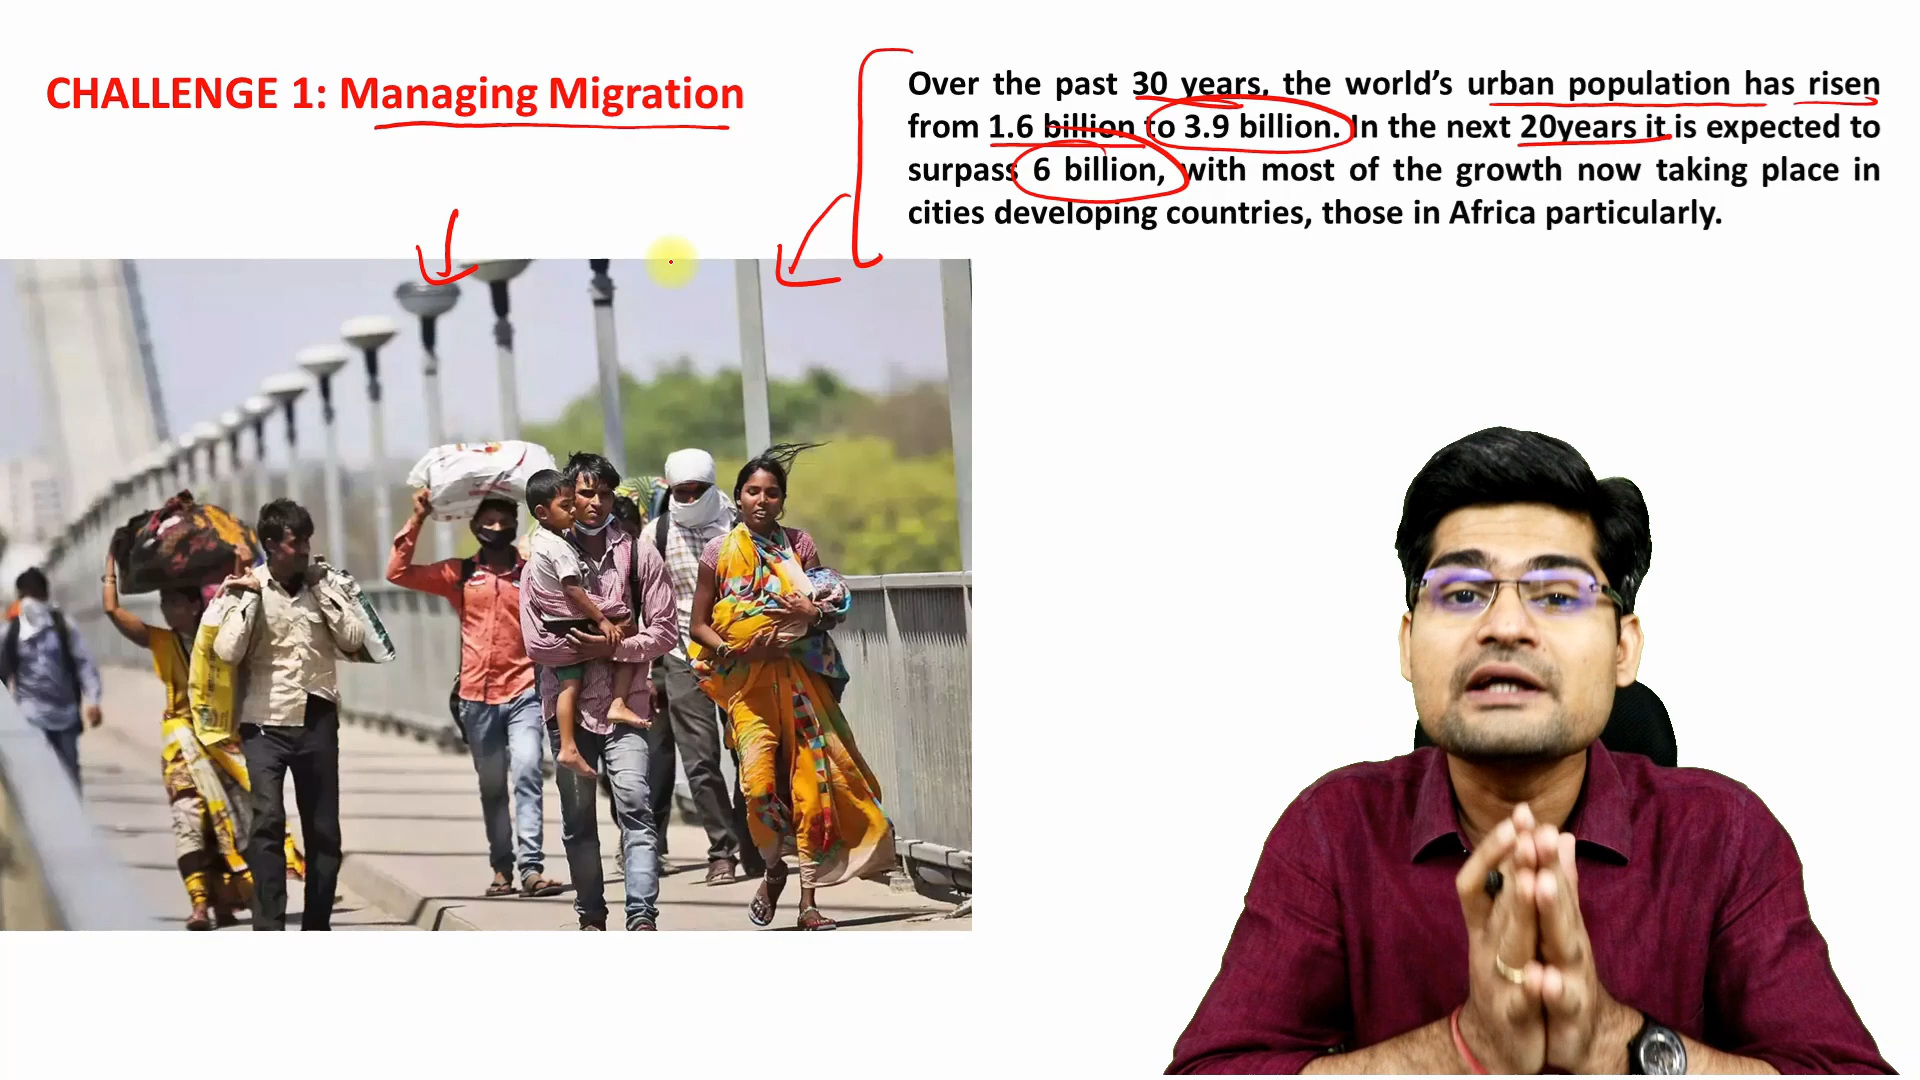 CHALLENGE 1: Managing Migration
Over the past 30 years, the world's urban population has risen
from 1.6 billion to 3.9 billion. In the next 20years it is expected to
surpass 6 billion, with most of the growth now taking place in
cities developing countries, those in Africa particularly.